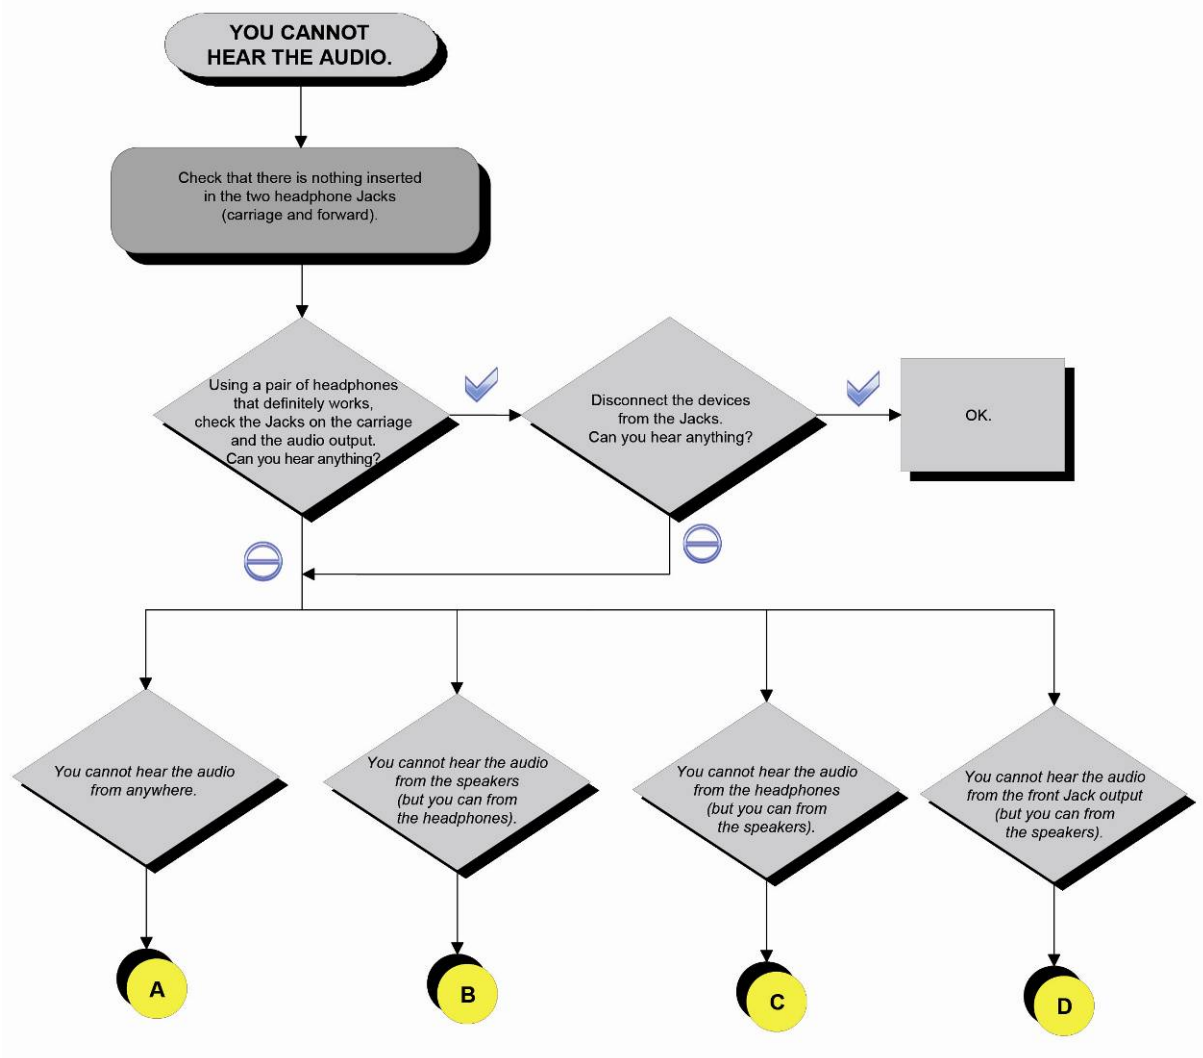 YOU CANNOT
HEAR THE AUDIO.
Check that there is nothing inserted
in the two headphone Jacks
(carriage and forward).
Using a pair of headphones
that definitely works,
check the Jacks on the carriage
and the audio output.
Can you hear anything?
Disconnect the devices
from the Jacks.
Can you hear anything?
OK.
You cannot hear the audio
from anywhere.
You cannot hear the audio
from the speakers
(but you can from
the headphones).
You cannot hear the audio
from the headphones
(but you can from
the speakers).
You cannot hear the audio
from the front Jack output
(but you can from
the speakers).
A
B
C
D